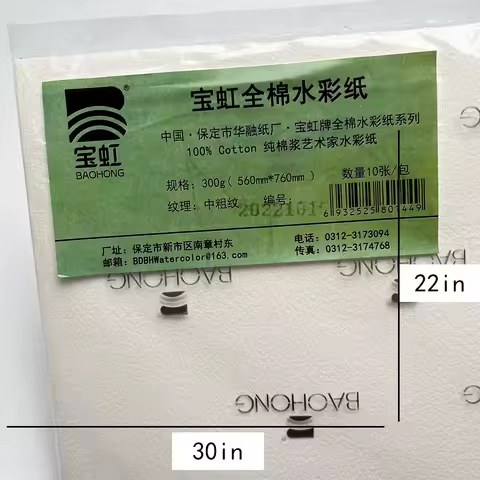 宝虹
BAOHONG
®
宝虹全棉水彩纸
中国·保定市华融纸厂·宝虹牌全棉水彩纸系列
100% Cotton 纯棉浆艺术家水彩纸
规格：300g( 560mm*760mm ) 数量10张/包
纹理：中粗纹 编号：
6 932525 801449
厂址：保定市新市区南章村东 电话：0312-3173094
邮箱：BDBHWatercolor@163.com 传真：0312-3174768
BAOHONG
BAOHONG
22in
30in